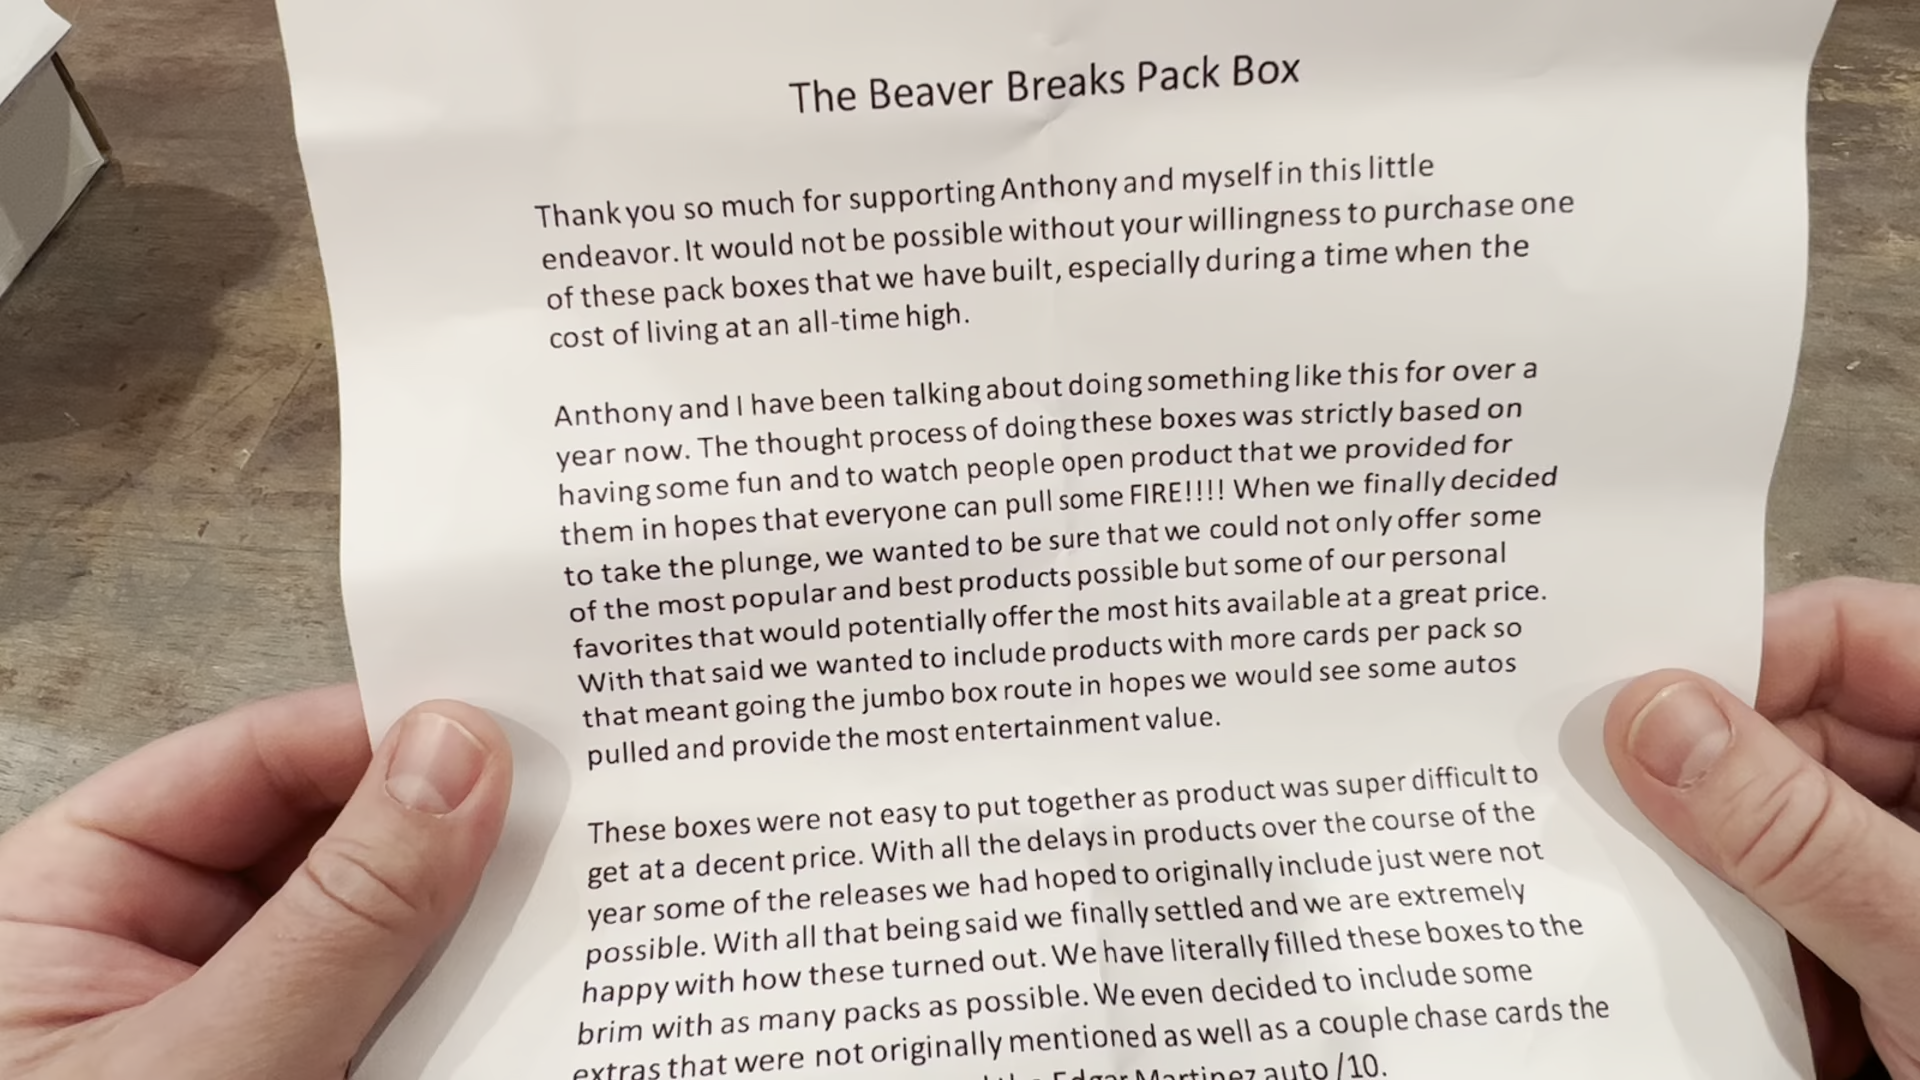 The Beaver Breaks Pack Box
Thank you so much for supporting Anthony and myself in this little
endeavor. It would not be possible without your willingness to purchase one
of these pack boxes that we have built, especially during a time when the
cost of living at an all-time high.
Anthony and I have been talking about doing something like this for over a
year now. The thought process of doing these boxes was strictly based on
having some fun and to watch people open product that we provided for
them in hopes that everyone can pull some FIRE!!!! When we finally decided
to take the plunge, we wanted to be sure that we could not only offer some
of the most popular and best products possible but some of our personal
favorites that would potentially offer the most hits available at a great price.
With that said we wanted to include products with more cards per pack so
that meant going the jumbo box route in hopes we would see some autos
pulled and provide the most entertainment value.
These boxes were not easy to put together as product was super difficult to
get at a decent price. With all the delays in products over the course of the
year some of the releases we had hoped to originally include just were not
possible. With all that being said we finally settled and we are extremely
happy with how these turned out. We have literally filled these boxes to the
brim with as many packs as possible. We even decided to include some
extras that were not originally mentioned as well as a couple chase cards the
Edgar Martinez auto /10.